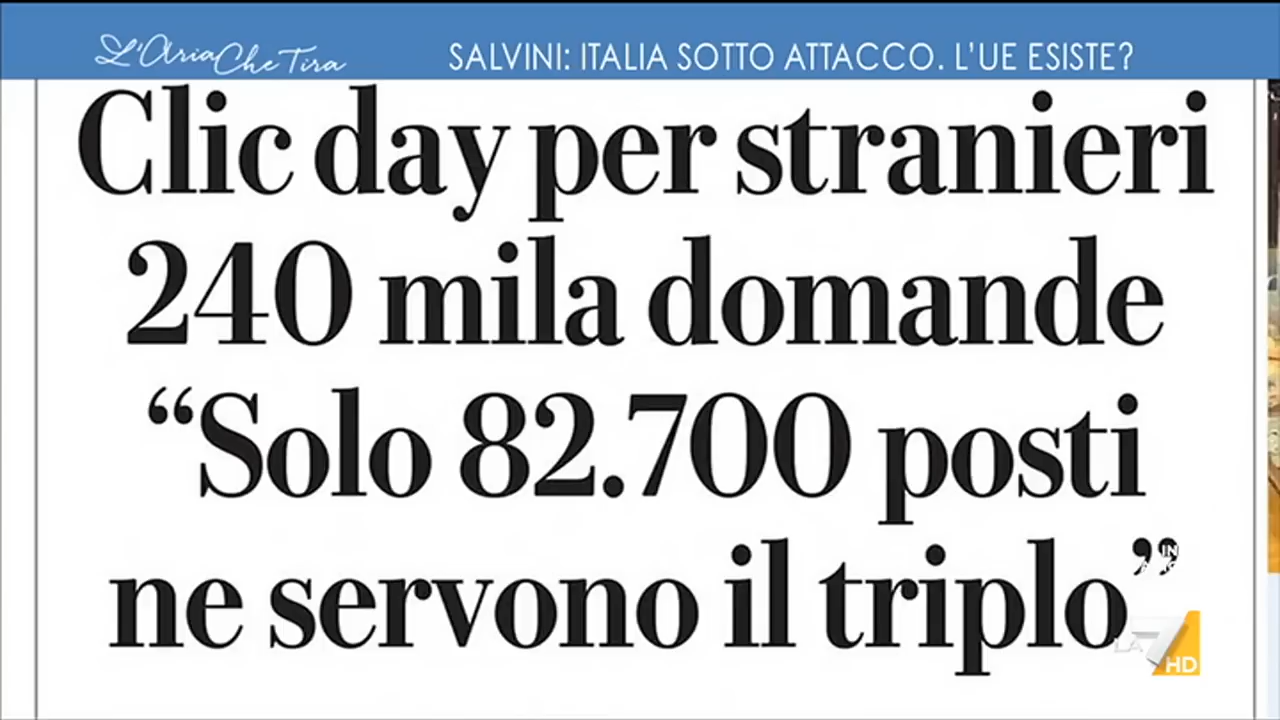 L'Aria Che Tira
SALVINI: ITALIA SOTTO ATTACCO. L'UE ESISTE?
Clic day per stranieri
240 mila domande
“Solo 82.700 posti
ne servono il triplo”
LA7
HD